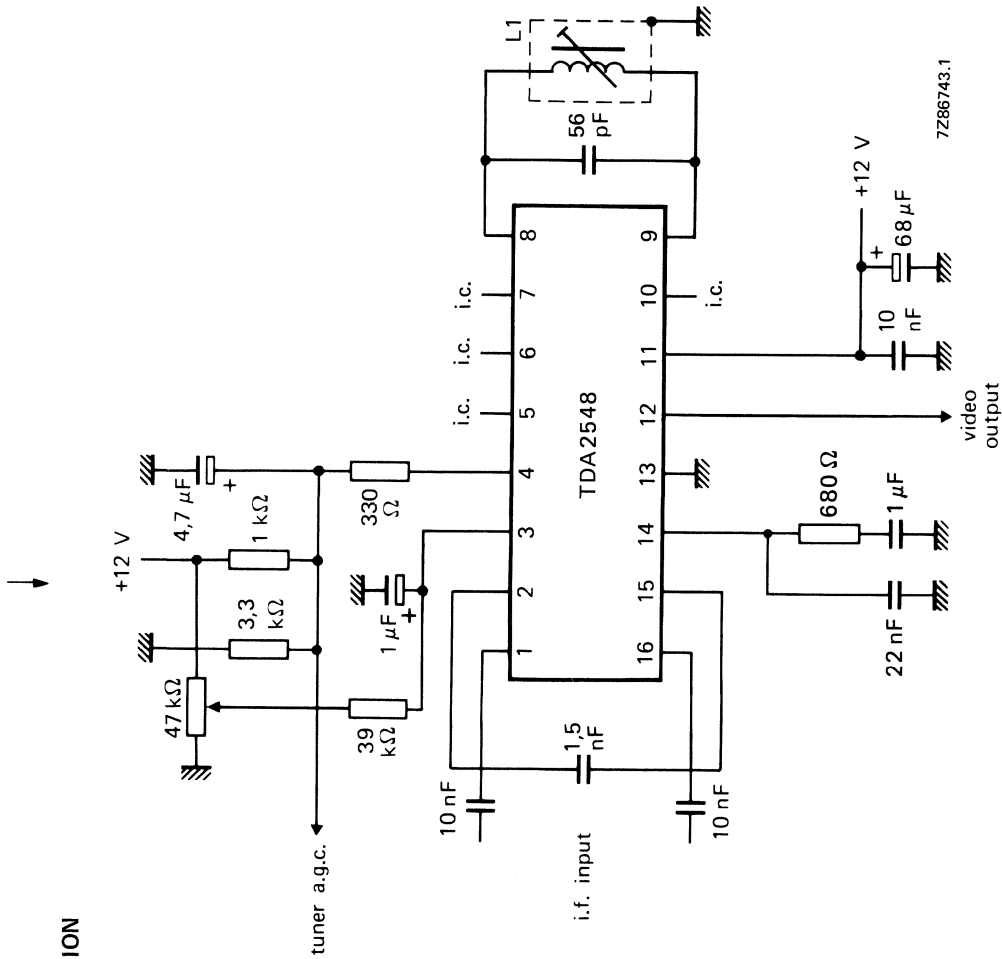 ION
+12 V
4,7 µF
+
47 kΩ
3,3
kΩ
1 kΩ
1 µF
+
39
kΩ
330
Ω
tuner a.g.c.
i.c.
i.c.
i.c.
10 nF
1
2
3
4
5
6
7
8
1,5
nF
TDA2548
56
pF
L1
i.f. input
16
15
14
13
12
11
10
9
10 nF
i.c.
22 nF
680 Ω
1 µF
video
output
10
nF
+
68 µF
+12 V
7Z86743.1